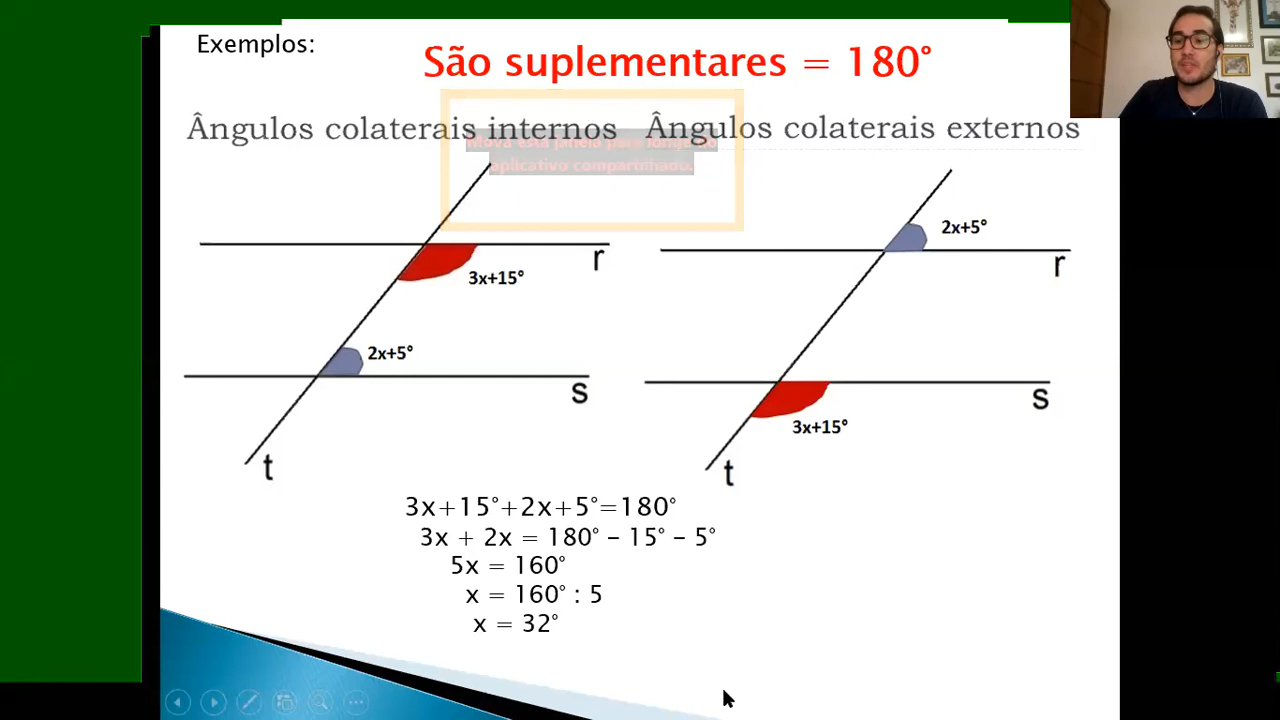 Exemplos:
São suplementares = 180°
Ângulos colaterais internos
Ângulos colaterais externos
Mova esta janela para longe do
aplicativo compartilhado.
2x+5°
r
r
3x+15°
2x+5°
s
s
3x+15°
t
t
3x+15°+2x+5°=180°
3x + 2x = 180° – 15° – 5°
5x = 160°
x = 160° : 5
x = 32°